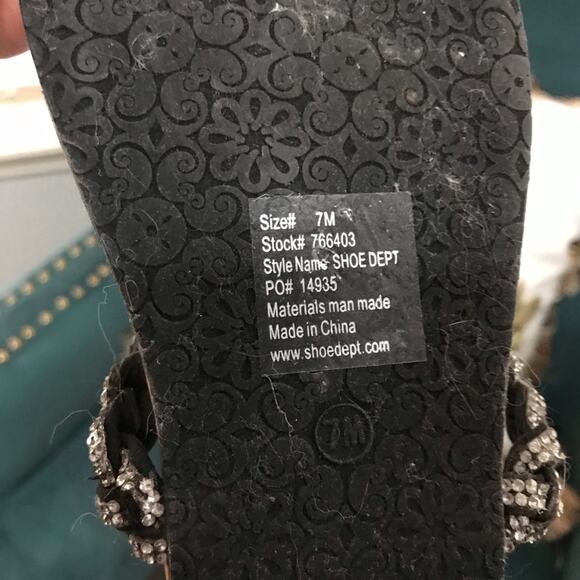 Size# 7M
Stock# 766403
Style Name SHOE DEPT
PO# 14935
Materials man made
Made in China
www.shoedept.com
7M